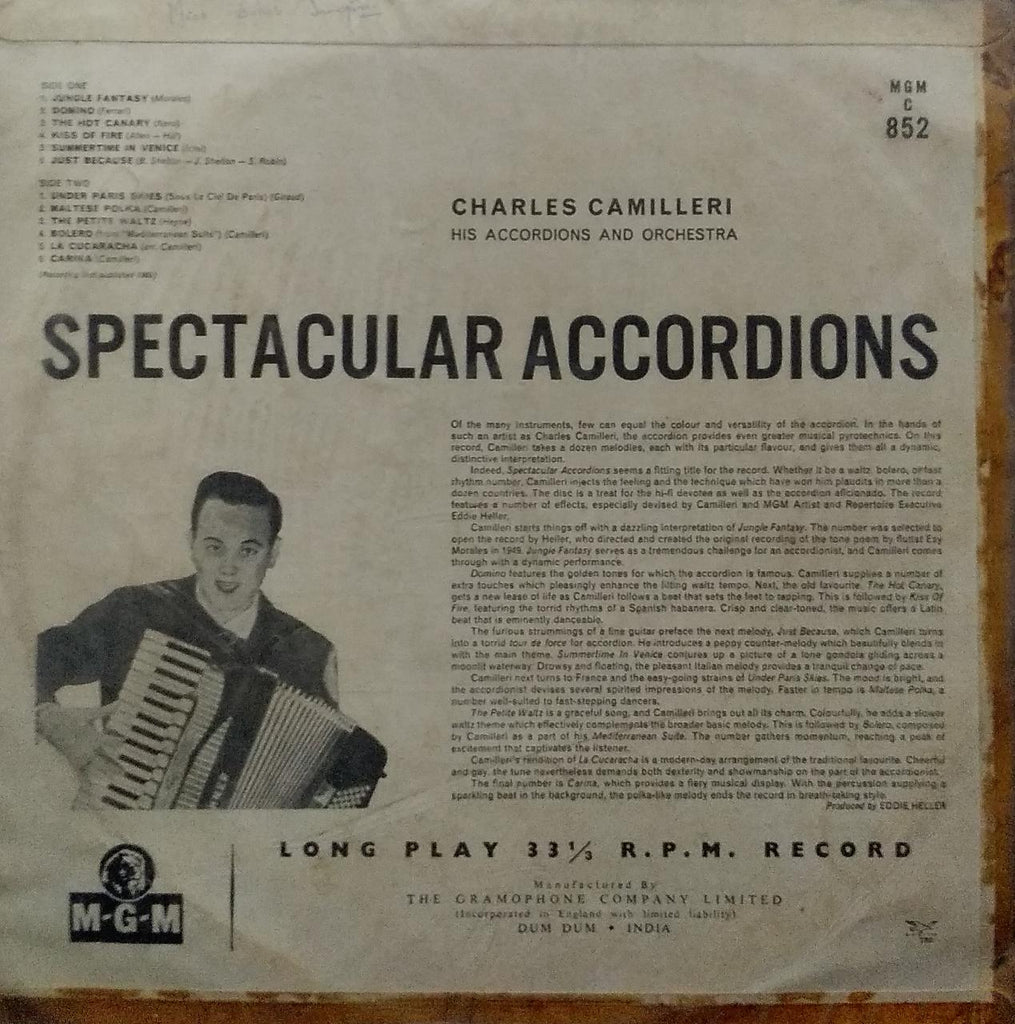 SIDE ONE
1. JUNGLE FANTASY (Morales)
2. DOMINO (Ferrari)
3. THE HOT CANARY (Nero)
4. KISS OF FIRE (Allen – Hill)
5. SUMMERTIME IN VENICE (Icini)
6. JUST BECAUSE (B. Shelton – J. Shelton – S. Robin)
SIDE TWO
1. UNDER PARIS SKIES (Sous Le Ciel De Paris) (Giraud)
2. MALTESE POLKA (Camilleri)
3. THE PETITE WALTZ (Heyne)
4. BOLERO (from "Mediterranean Suite") (Camilleri)
5. LA CUCARACHA (arr. Camilleri)
6. CARINA (Camilleri)
(Recording first published
MGM
C
852
CHARLES CAMILLERI
HIS ACCORDIONS AND ORCHESTRA
SPECTACULAR ACCORDIONS
Of the many instruments, few can equal the colour and versatility of the accordion. In the hands of
such an artist as Charles Camilleri, the accordion provides even greater musical pyrotechnics. On this
record, Camilleri takes a dozen melodies, each with its particular flavour, and gives them all a dynamic,
distinctive interpretation.
Indeed, Spectacular Accordions seems a fitting title for the record. Whether it be a waltz, bolero, or fast
rhythm number, Camilleri injects the feeling and the technique which have won him plaudits in more than a
dozen countries. The disc is a treat for the hi-fi devotee as well as the accordion aficionado. The record
features a number of effects, especially devised by Camilleri and MGM Artist and Repertoire Executive
Eddie Heller.
Camilleri starts things off with a dazzling interpretation of Jungle Fantasy. The number was selected to
open the record by Heller, who directed and created the original recording of the tone poem by flutist Esy
Morales in 1949. Jungle Fantasy serves as a tremendous challenge for an accordionist, and Camilleri comes
through with a dynamic performance.
Domino features the golden tones for which the accordion is famous. Camilleri supplies a number of
extra touches which pleasingly enhance the lilting waltz tempo. Next, the old favourite, The Hot Canary,
gets a new lease of life as Camilleri follows a beat that sets the feet to tapping. This is followed by Kiss Of
Fire, featuring the torrid rhythms of a Spanish habanera. Crisp and clear-toned, the music offers a Latin
beat that is eminently danceable.
The furious strummings of a fine guitar preface the next melody, Just Because, which Camilleri turns
into a torrid tour de force for accordion. He introduces a peppy counter-melody which beautifully blends in
with the main theme. Summertime In Venice conjures up a picture of a lone gondola gliding across a
moonlit waterway. Drowsy and floating, the pleasant Italian melody provides a tranquil change of pace.
Camilleri next turns to France and the easy-going strains of Under Paris Skies. The mood is bright, and
the accordionist devises several spirited impressions of the melody. Faster in tempo is Maltese Polka, a
number well-suited to fast-stepping dancers.
The Petite Waltz is a graceful song, and Camilleri brings out all its charm. Colourfully, he adds a slower
waltz theme which effectively complements the broader basic melody. This is followed by Bolero, composed
by Camilleri as a part of his Mediterranean Suite. The number gathers momentum, reaching a peak of
excitement that captivates the listener.
Camilleri's rendition of La Cucaracha is a modern-day arrangement of the traditional favourite. Cheerful
and gay, the tune nevertheless demands both dexterity and showmanship on the part of the accordionist.
The final number is Carina, which provides a fiery musical display. With the percussion supplying a
sparkling beat in the background, the polka-like melody ends the record in breath-taking style.
Produced by EDDIE HELLER
LONG PLAY 33⅓ R.P.M. RECORD
M-G-M
Manufactured By
THE GRAMOPHONE COMPANY LIMITED
(Incorporated in England with limited liability)
DUM DUM • INDIA